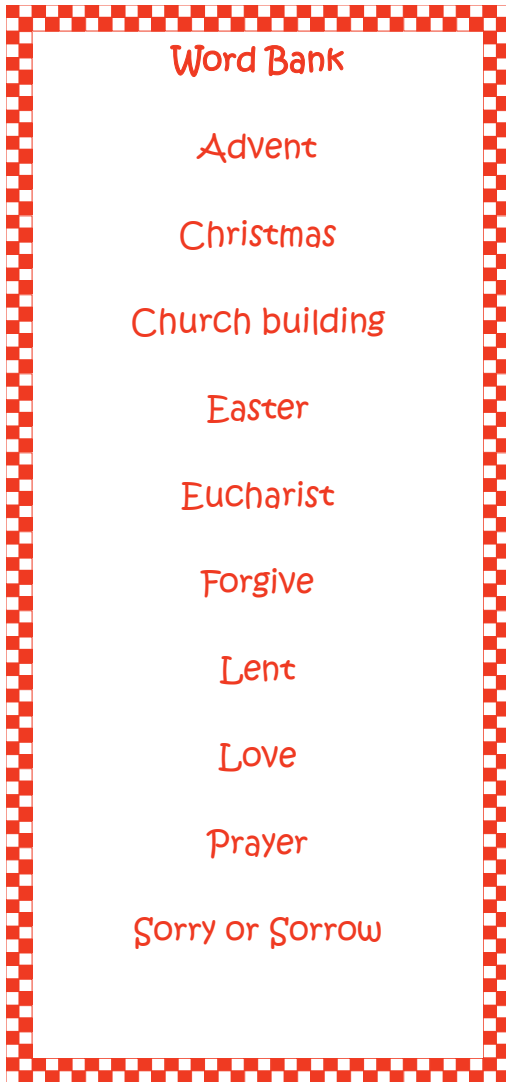 Word Bank
Advent
Christmas
Church building
Easter
Eucharist
Forgive
Lent
Love
Prayer
Sorry or Sorrow